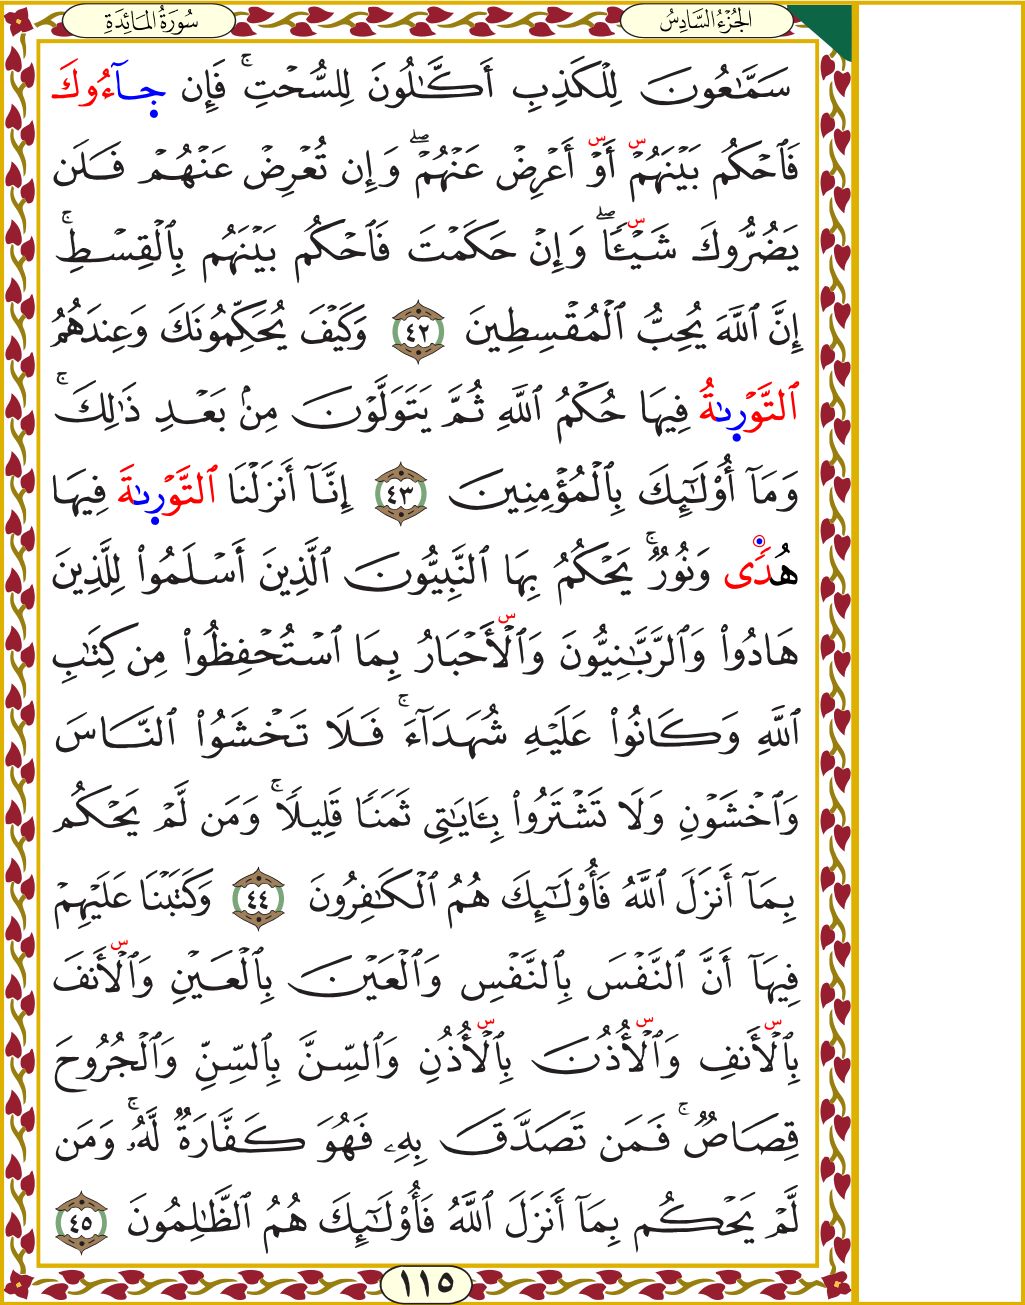 الجُزْءُ السَّادِسُ
سُورَةُ المَائِدَةِ
سَمَّٰعُونَ لِلْكَذِبِ أَكَّٰلُونَ لِلسُّحْتِ ۚ فَإِن جَآءُوكَ
فَٱحْكُم بَيْنَهُمْ أَوْ أَعْرِضْ عَنْهُمْ ۖ وَإِن تُعْرِضْ عَنْهُمْ فَلَن
يَضُرُّوكَ شَيْـًٔا ۖ وَإِنْ حَكَمْتَ فَٱحْكُم بَيْنَهُم بِٱلْقِسْطِ ۚ
إِنَّ ٱللَّهَ يُحِبُّ ٱلْمُقْسِطِينَ ٤٢ وَكَيْفَ يُحَكِّمُونَكَ وَعِندَهُمُ
ٱلتَّوْرىٰةُ فِيهَا حُكْمُ ٱللَّهِ ثُمَّ يَتَوَلَّوْنَ مِنۢ بَعْدِ ذَٰلِكَ ۚ
وَمَآ أُو۟لَٰٓئِكَ بِٱلْمُؤْمِنِينَ ٤٣ إِنَّآ أَنزَلْنَا ٱلتَّوْرىٰةَ فِيهَا
هُدًى وَنُورٌ ۚ يَحْكُمُ بِهَا ٱلنَّبِيُّونَ ٱلَّذِينَ أَسْلَمُوا۟ لِلَّذِينَ
هَادُوا۟ وَٱلرَّبَّٰنِيُّونَ وَٱلْأَحْبَارُ بِمَا ٱسْتُحْفِظُوا۟ مِن كِتَٰبِ
ٱللَّهِ وَكَانُوا۟ عَلَيْهِ شُهَدَآءَ ۚ فَلَا تَخْشَوُا۟ ٱلنَّاسَ
وَٱخْشَوْنِ وَلَا تَشْتَرُوا۟ بِـَٔايَٰتِى ثَمَنًا قَلِيلًا ۚ وَمَن لَّمْ يَحْكُم
بِمَآ أَنزَلَ ٱللَّهُ فَأُو۟لَٰٓئِكَ هُمُ ٱلْكَٰفِرُونَ ٤٤ وَكَتَبْنَا عَلَيْهِمْ
فِيهَآ أَنَّ ٱلنَّفْسَ بِٱلنَّفْسِ وَٱلْعَيْنَ بِٱلْعَيْنِ وَٱلْأَنفَ
بِٱلْأَنفِ وَٱلْأُذُنَ بِٱلْأُذُنِ وَٱلسِّنَّ بِٱلسِّنِّ وَٱلْجُرُوحَ
قِصَاصٌ ۚ فَمَن تَصَدَّقَ بِهِۦ فَهُوَ كَفَّارَةٌ لَّهُۥ ۚ وَمَن
لَّمْ يَحْكُم بِمَآ أَنزَلَ ٱللَّهُ فَأُو۟لَٰٓئِكَ هُمُ ٱلظَّٰلِمُونَ ٤٥
١١٥